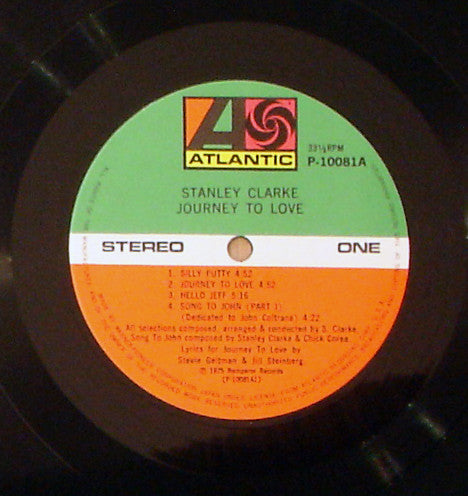 ATLANTIC
33⅓RPM
P-10081A
STANLEY CLARKE
JOURNEY TO LOVE
STEREO
ONE
1. SILLY PUTTY 4:52
2. JOURNEY TO LOVE 4:52
3. HELLO JEFF 5:16
4. SONG TO JOHN (PART 1)
(Dedicated to John Coltrane) 4:22
All selections composed, arranged & conducted by S. Clarke.
Song To John composed by Stanley Clarke & Chick Corea
Lyrics for Journey To Love by
Stevie Gelbman & Jill Steinberg.
Ⓟ 1975 Nemperor Records
(P-10081A2)